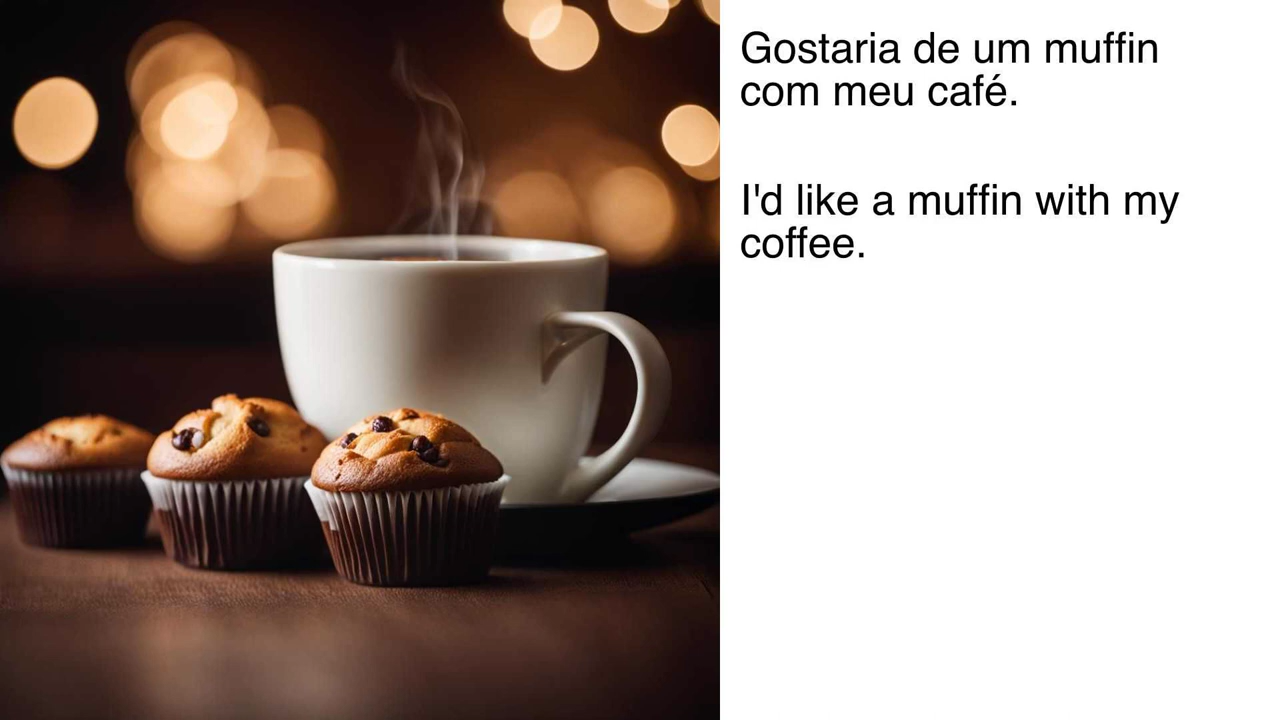 Gostaria de um muffin
com meu café.
I'd like a muffin with my
coffee.